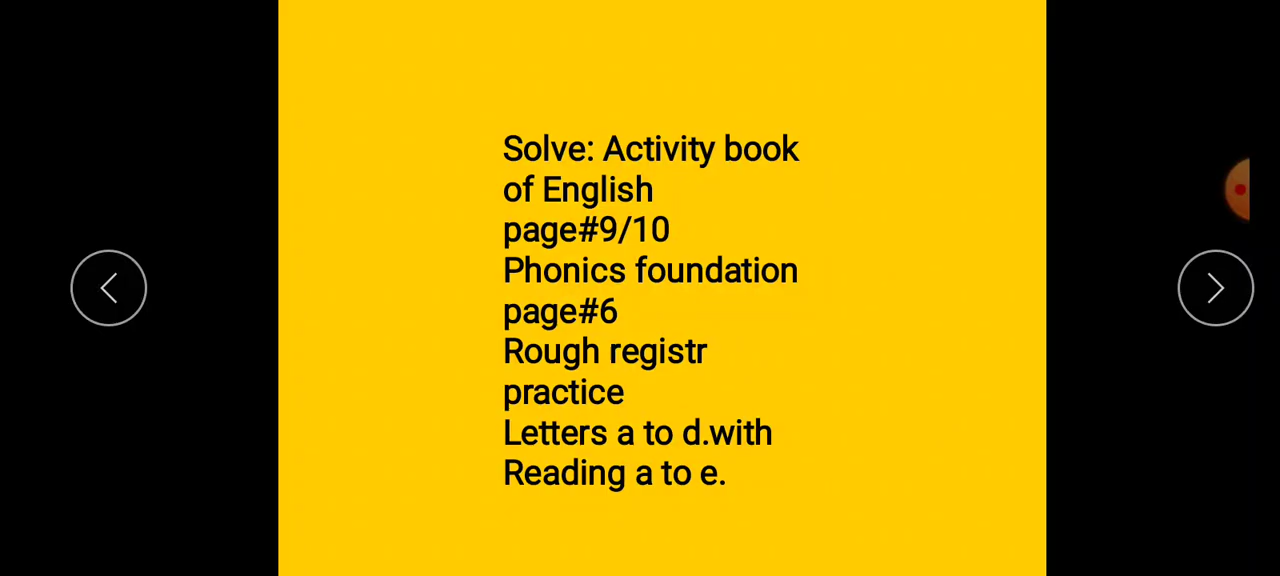 Solve: Activity book
of English
page#9/10
Phonics foundation
page#6
Rough registr
practice
Letters a to d.with
Reading a to e.